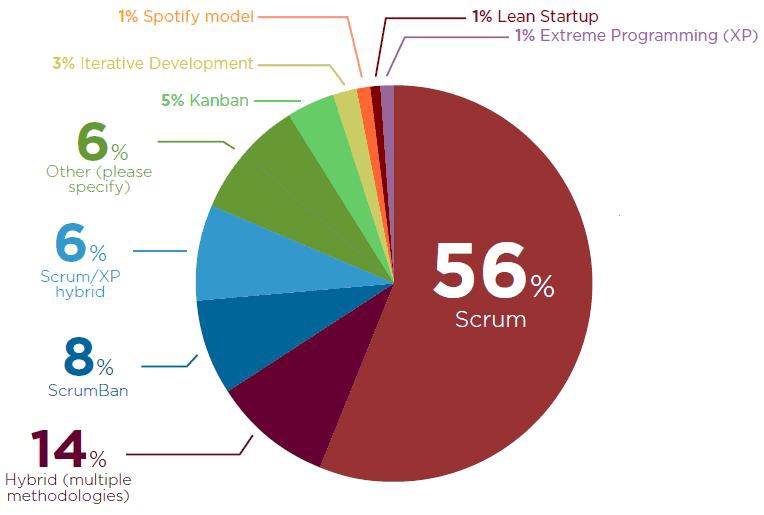 1% Spotify model
1% Lean Startup
1% Extreme Programming (XP)
3% Iterative Development
5% Kanban
6%
Other (please
specify)
6%
Scrum/XP
hybrid
56%
Scrum
8%
ScrumBan
14%
Hybrid (multiple
methodologies)